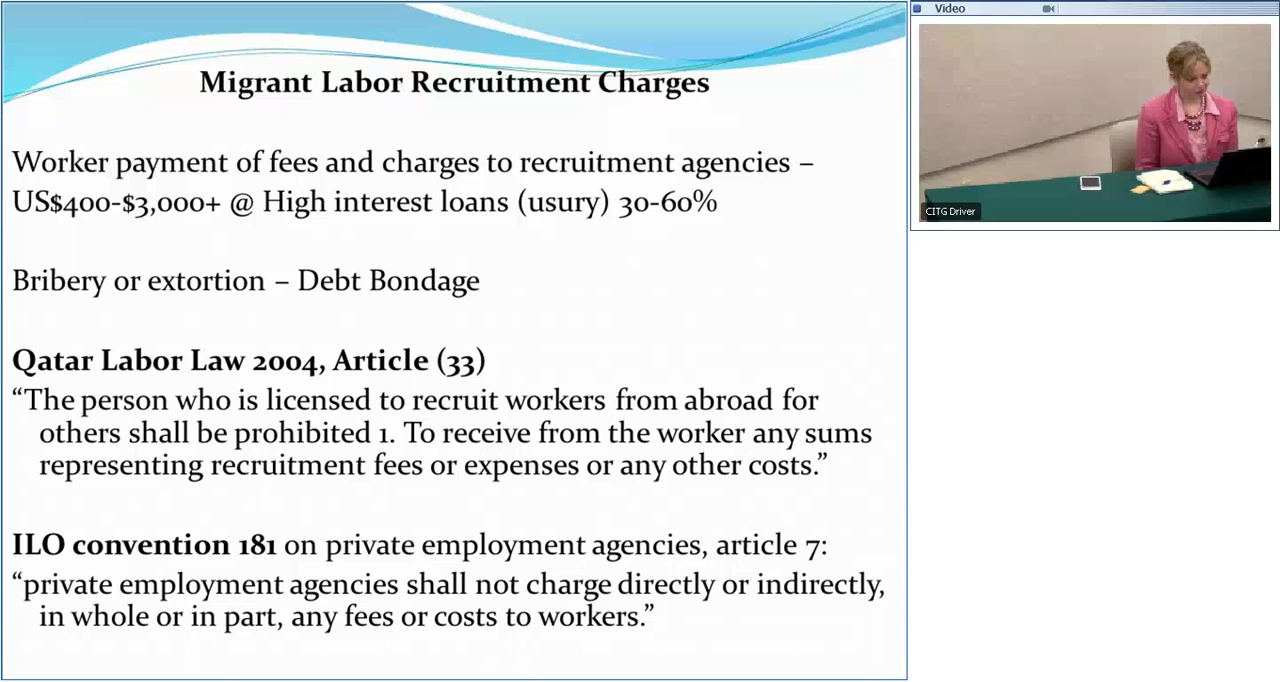 Migrant Labor Recruitment Charges
Worker payment of fees and charges to recruitment agencies –
US$400-$3,000+ @ High interest loans (usury) 30-60%
Bribery or extortion – Debt Bondage
Qatar Labor Law 2004, Article (33)
“The person who is licensed to recruit workers from abroad for
others shall be prohibited 1. To receive from the worker any sums
representing recruitment fees or expenses or any other costs.”
ILO convention 181 on private employment agencies, article 7:
“private employment agencies shall not charge directly or indirectly,
in whole or in part, any fees or costs to workers.”
Video
CITG Driver